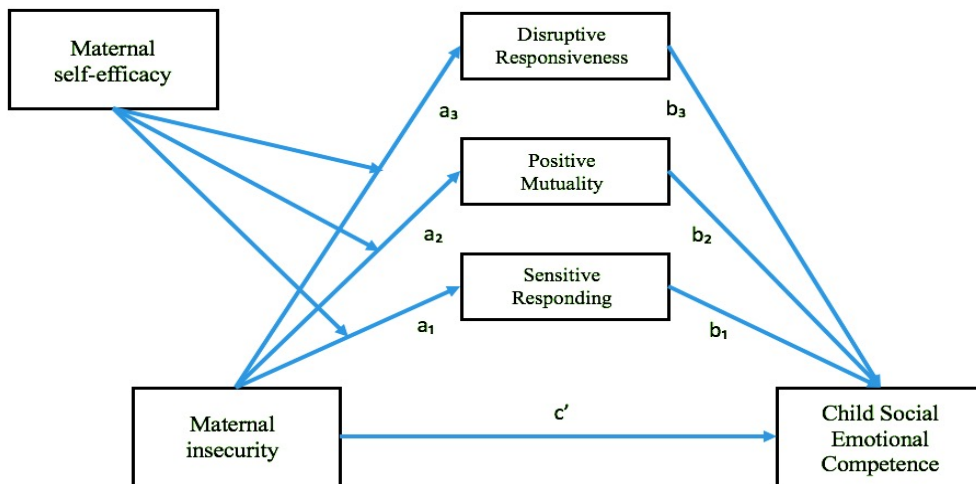 Maternal
self-efficacy
Disruptive
Responsiveness
a₃
b₃
Positive
Mutuality
a₂
b₂
Sensitive
Responding
a₁
b₁
Maternal
insecurity
c’
Child Social
Emotional
Competence